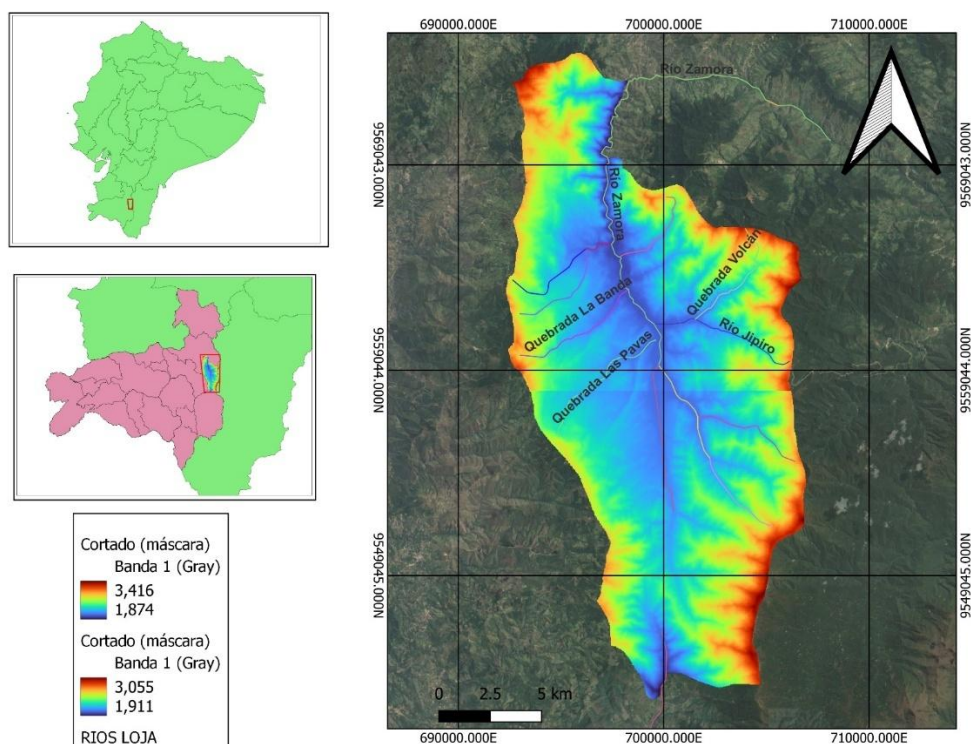 690000.000E
700000.000E
710000.000E
Río Zamora
9569043.000N
9569043.000N
Río Zamora
Quebrada Volcán
Quebrada La Banda
Río Jipiro
Quebrada Las Pavas
9559044.000N
9559044.000N
9549045.000N
9549045.000N
0 2.5 5 km
690000.000E
700000.000E
710000.000E
Cortado (máscara)
Banda 1 (Gray)
3,416
1,874
Cortado (máscara)
Banda 1 (Gray)
3,055
1,911
RIOS LOJA